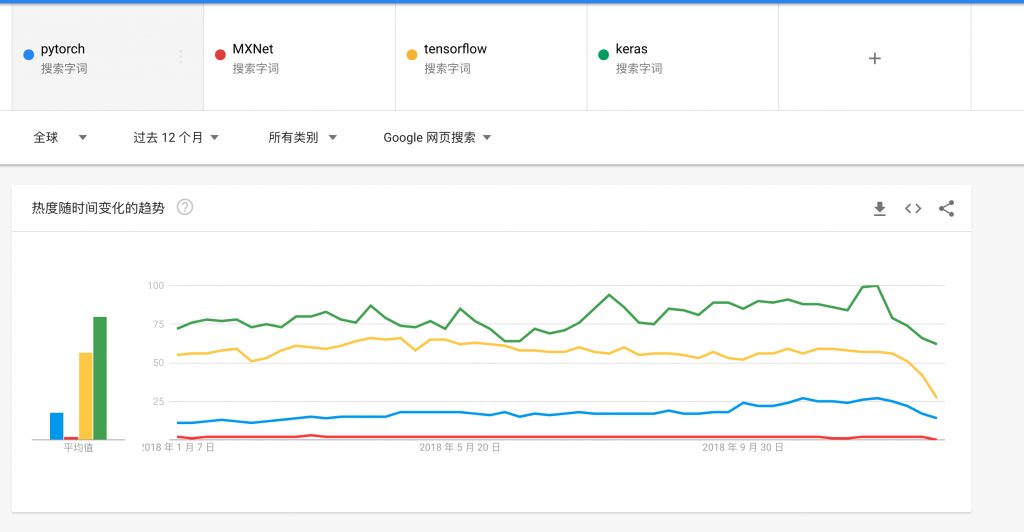 pytorch
搜索字词
MXNet
搜索字词
tensorflow
搜索字词
keras
搜索字词
+
全球
过去 12 个月
所有类别
Google 网页搜索
热度随时间变化的趋势
?
100
75
50
25
平均值
2018 年 1 月 7 日
2018 年 5 月 20 日
2018 年 9 月 30 日